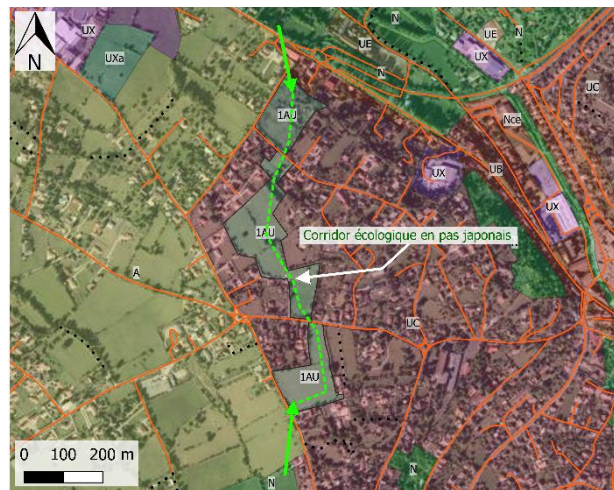 UX
UXa
N
UE
N
UE
N
UX
UC
N
1AU
Nce
UB
UX
UX
1AU
Corridor écologique en pas japonais
A
UC
1AU
0 100 200 m
N
N